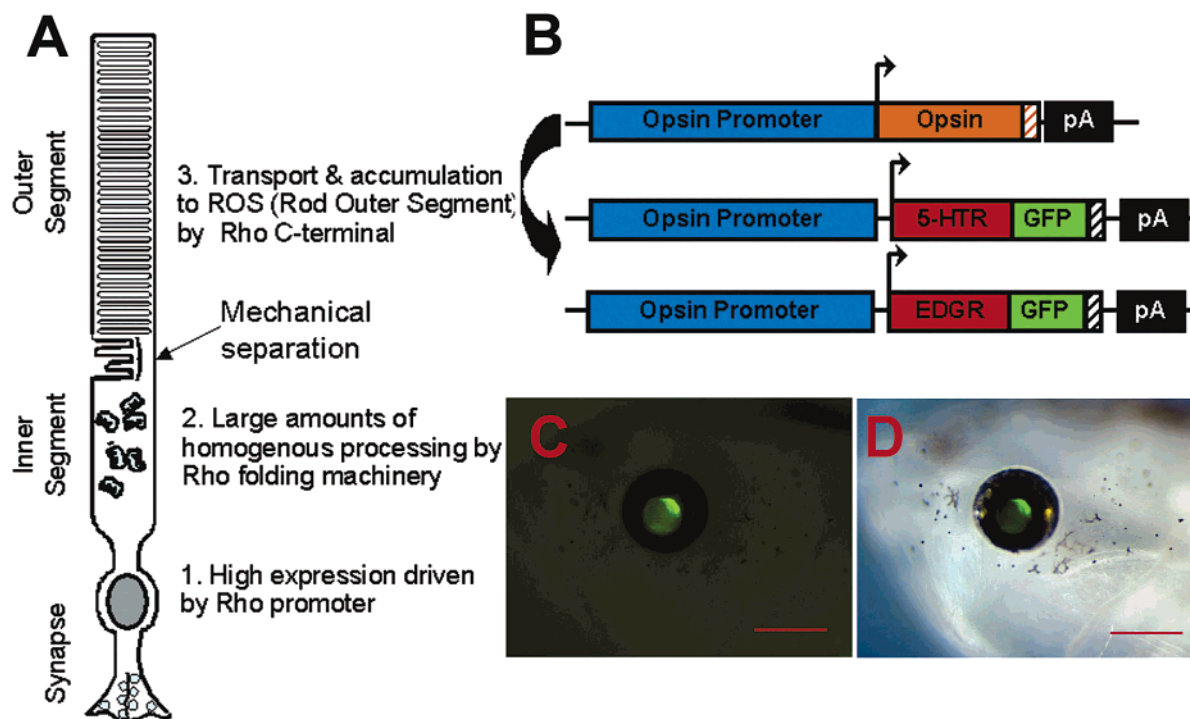 A
Outer
Segment
3. Transport & accumulation
to ROS (Rod Outer Segment)
by Rho C-terminal
Mechanical
separation
Inner
Segment
2. Large amounts of
homogenous processing by
Rho folding machinery
1. High expression driven
by Rho promoter
Synapse
B
Opsin Promoter Opsin pA
Opsin Promoter 5-HTR GFP pA
Opsin Promoter EDGR GFP pA
C
D